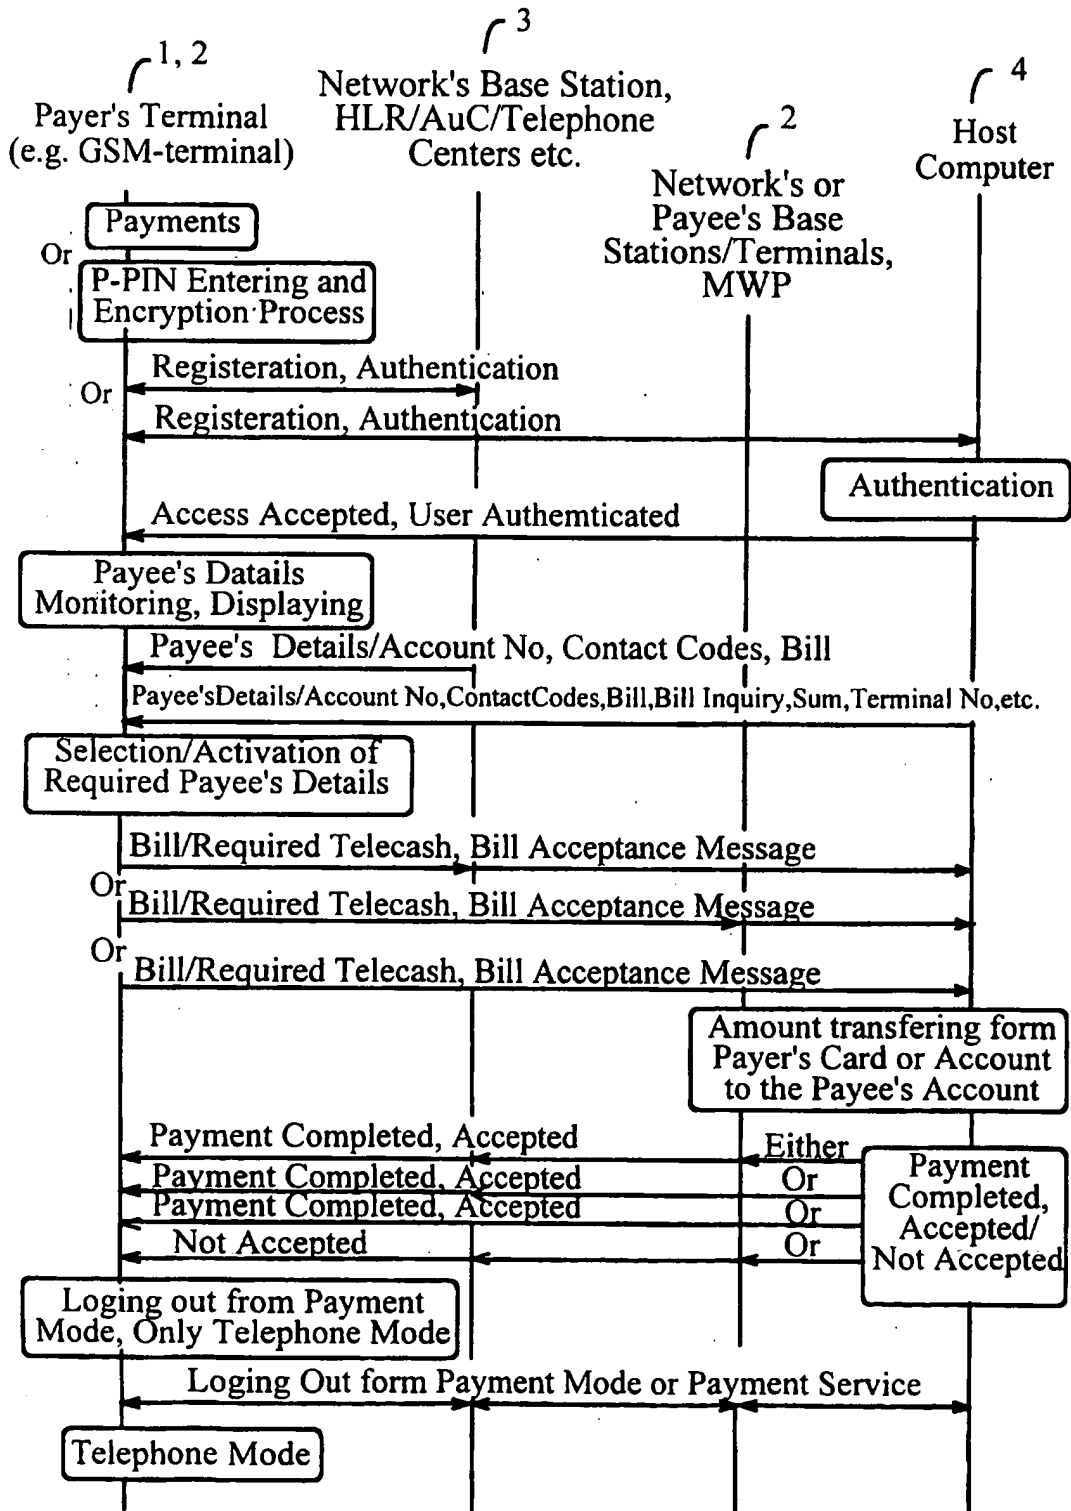 1, 2
3
2
4
Payer's Terminal
(e.g. GSM-terminal)
Network's Base Station,
HLR/AuC/Telephone
Centers etc.
Network's or
Payee's Base
Stations/Terminals,
MWP
Host
Computer
Payments
Or
P-PIN Entering and
Encryption Process
Registeration, Authentication
Or
Registeration, Authentication
Authentication
Access Accepted, User Authemticated
Payee's Datails
Monitoring, Displaying
Payee's Details/Account No, Contact Codes, Bill
Payee'sDetails/Account No,ContactCodes,Bill,Bill Inquiry,Sum,Terminal No,etc.
Selection/Activation of
Required Payee's Details
Bill/Required Telecash, Bill Acceptance Message
Or
Bill/Required Telecash, Bill Acceptance Message
Or
Bill/Required Telecash, Bill Acceptance Message
Amount transfering form
Payer's Card or Account
to the Payee's Account
Payment Completed, Accepted
Either
Payment Completed, Accepted
Or
Payment Completed, Accepted
Or
Not Accepted
Or
Payment
Completed,
Accepted/
Not Accepted
Loging out from Payment
Mode, Only Telephone Mode
Loging Out form Payment Mode or Payment Service
Telephone Mode